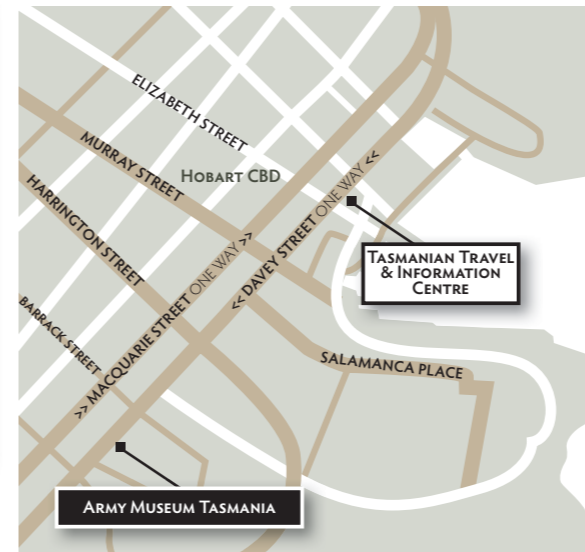 ELIZABETH STREET
MURRAY STREET
HOBART CBD
HARRINGTON STREET
<< DAVEY STREET ONE WAY <<
TASMANIAN TRAVEL
& INFORMATION
CENTRE
>> MACQUARIE STREET ONE WAY >>
BARRACK STREET
SALAMANCA PLACE
ARMY MUSEUM TASMANIA